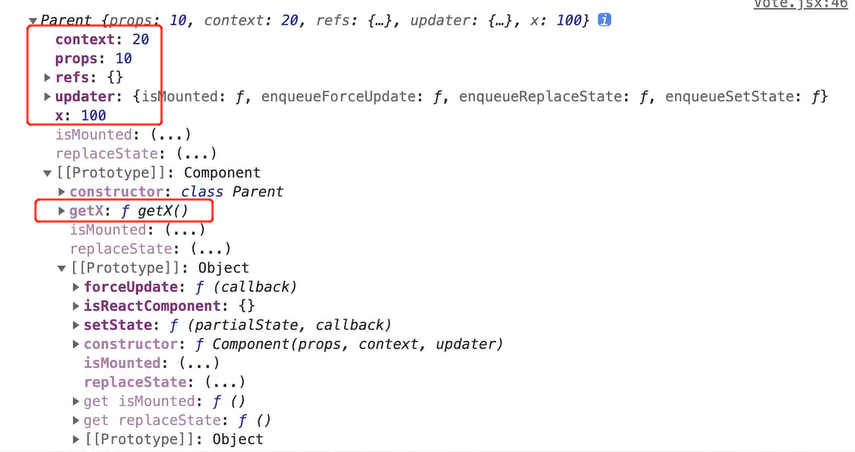 Vote.jsx:46
▼Parent {props: 10, context: 20, refs: {…}, updater: {…}, x: 100} i
context: 20
props: 10
▶refs: {}
▶updater: {isMounted: ƒ, enqueueForceUpdate: ƒ, enqueueReplaceState: ƒ, enqueueSetState: ƒ}
x: 100
isMounted: (...)
replaceState: (...)
▼[[Prototype]]: Component
▶constructor: class Parent
▶getX: ƒ getX()
isMounted: (...)
replaceState: (...)
▼[[Prototype]]: Object
▶forceUpdate: ƒ (callback)
▶isReactComponent: {}
▶setState: ƒ (partialState, callback)
▶constructor: ƒ Component(props, context, updater)
isMounted: (...)
replaceState: (...)
▶get isMounted: ƒ ()
▶get replaceState: ƒ ()
▶[[Prototype]]: Object